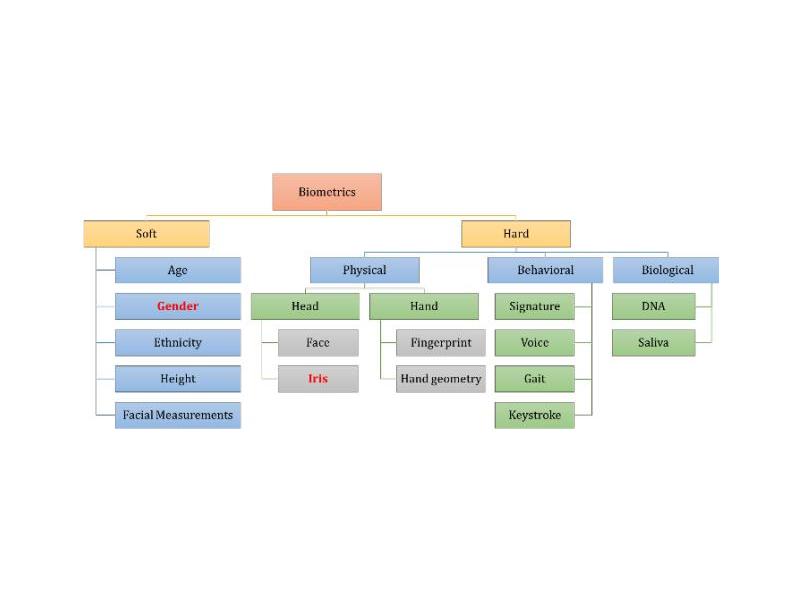 Biometrics
Soft
Hard
Age
Physical
Behavioral
Biological
Gender
Head
Hand
Signature
DNA
Ethnicity
Face
Fingerprint
Voice
Saliva
Height
Iris
Hand geometry
Gait
Facial Measurements
Keystroke